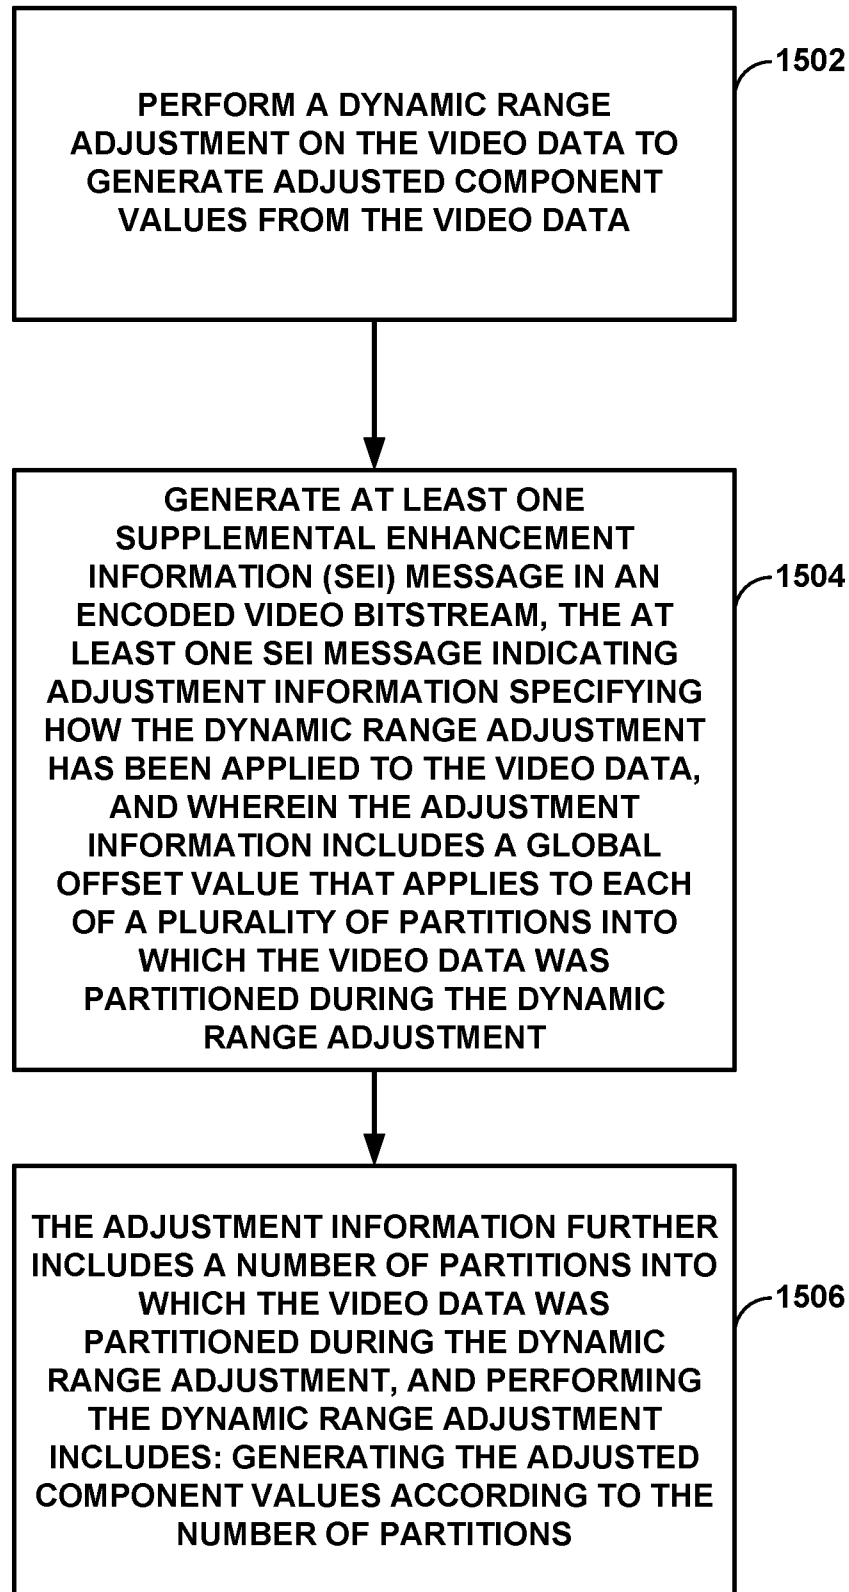 PERFORM A DYNAMIC RANGE
ADJUSTMENT ON THE VIDEO DATA TO
GENERATE ADJUSTED COMPONENT
VALUES FROM THE VIDEO DATA
1502
GENERATE AT LEAST ONE
SUPPLEMENTAL ENHANCEMENT
INFORMATION (SEI) MESSAGE IN AN
ENCODED VIDEO BITSTREAM, THE AT
LEAST ONE SEI MESSAGE INDICATING
ADJUSTMENT INFORMATION SPECIFYING
HOW THE DYNAMIC RANGE ADJUSTMENT
HAS BEEN APPLIED TO THE VIDEO DATA,
AND WHEREIN THE ADJUSTMENT
INFORMATION INCLUDES A GLOBAL
OFFSET VALUE THAT APPLIES TO EACH
OF A PLURALITY OF PARTITIONS INTO
WHICH THE VIDEO DATA WAS
PARTITIONED DURING THE DYNAMIC
RANGE ADJUSTMENT
1504
THE ADJUSTMENT INFORMATION FURTHER
INCLUDES A NUMBER OF PARTITIONS INTO
WHICH THE VIDEO DATA WAS
PARTITIONED DURING THE DYNAMIC
RANGE ADJUSTMENT, AND PERFORMING
THE DYNAMIC RANGE ADJUSTMENT
INCLUDES: GENERATING THE ADJUSTED
COMPONENT VALUES ACCORDING TO THE
NUMBER OF PARTITIONS
1506